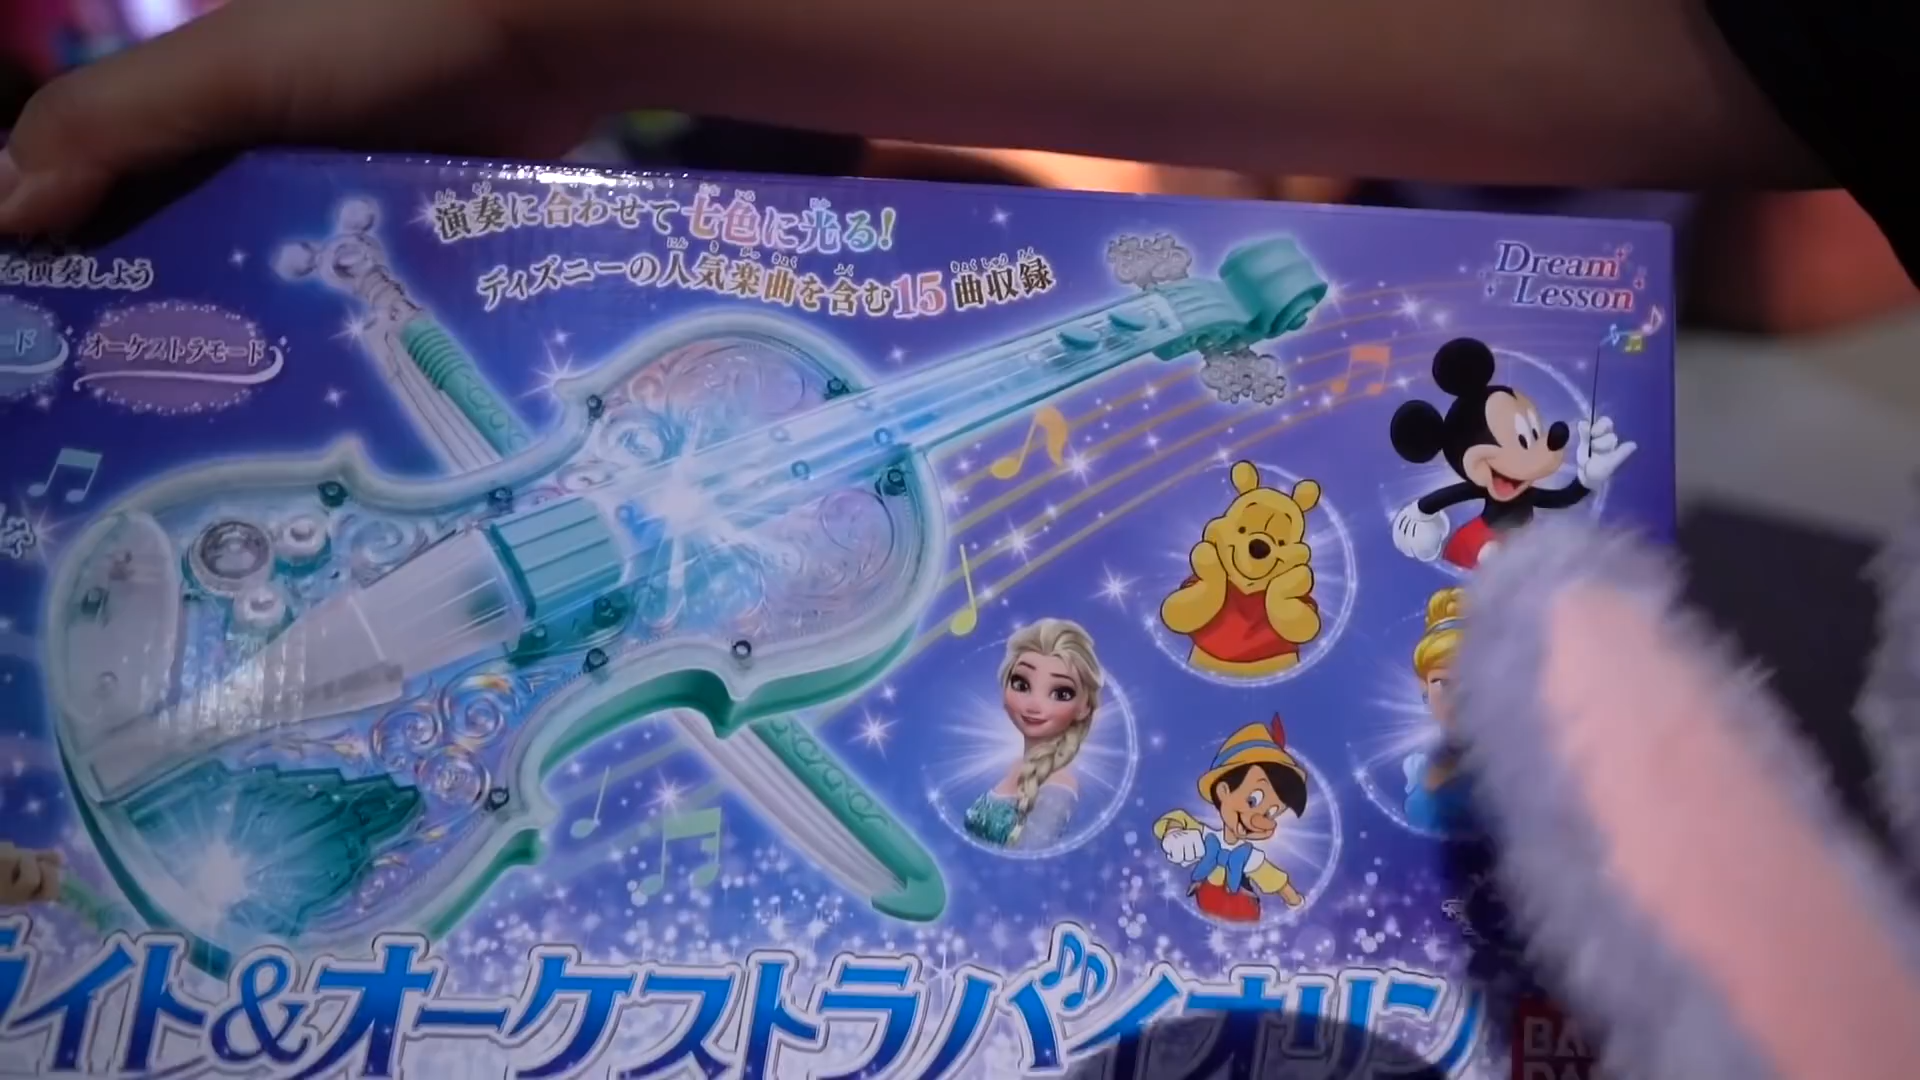 演奏に合わせて七色に光る!
ディズニーの人気楽曲を含む15曲収録
Dream
Lesson
演奏しよう
ード
オーケストラモード
ライト&オーケストラバイオリン
BA